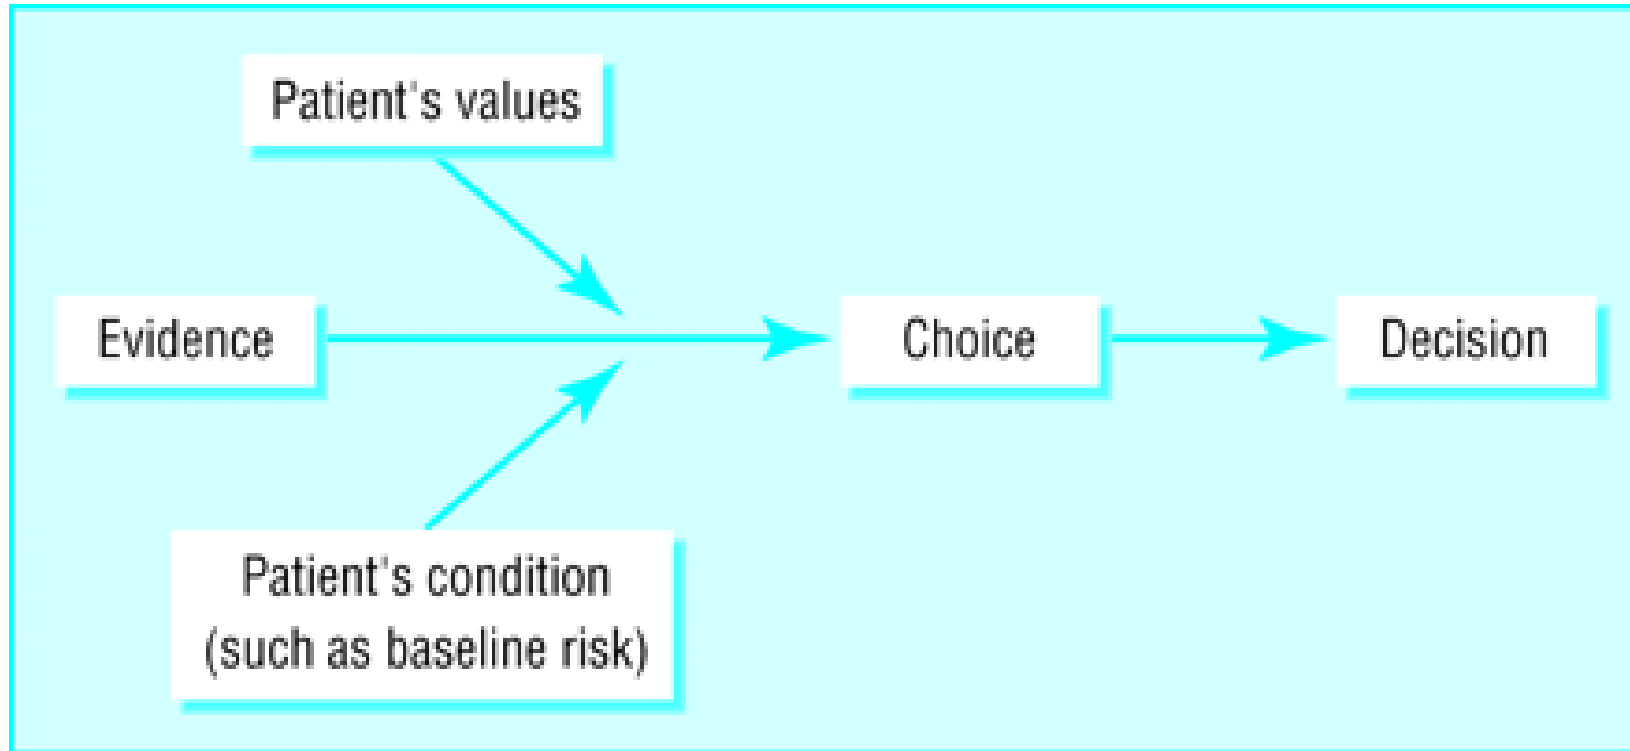 Patient's values
Evidence
Choice
Decision
Patient's condition
(such as baseline risk)